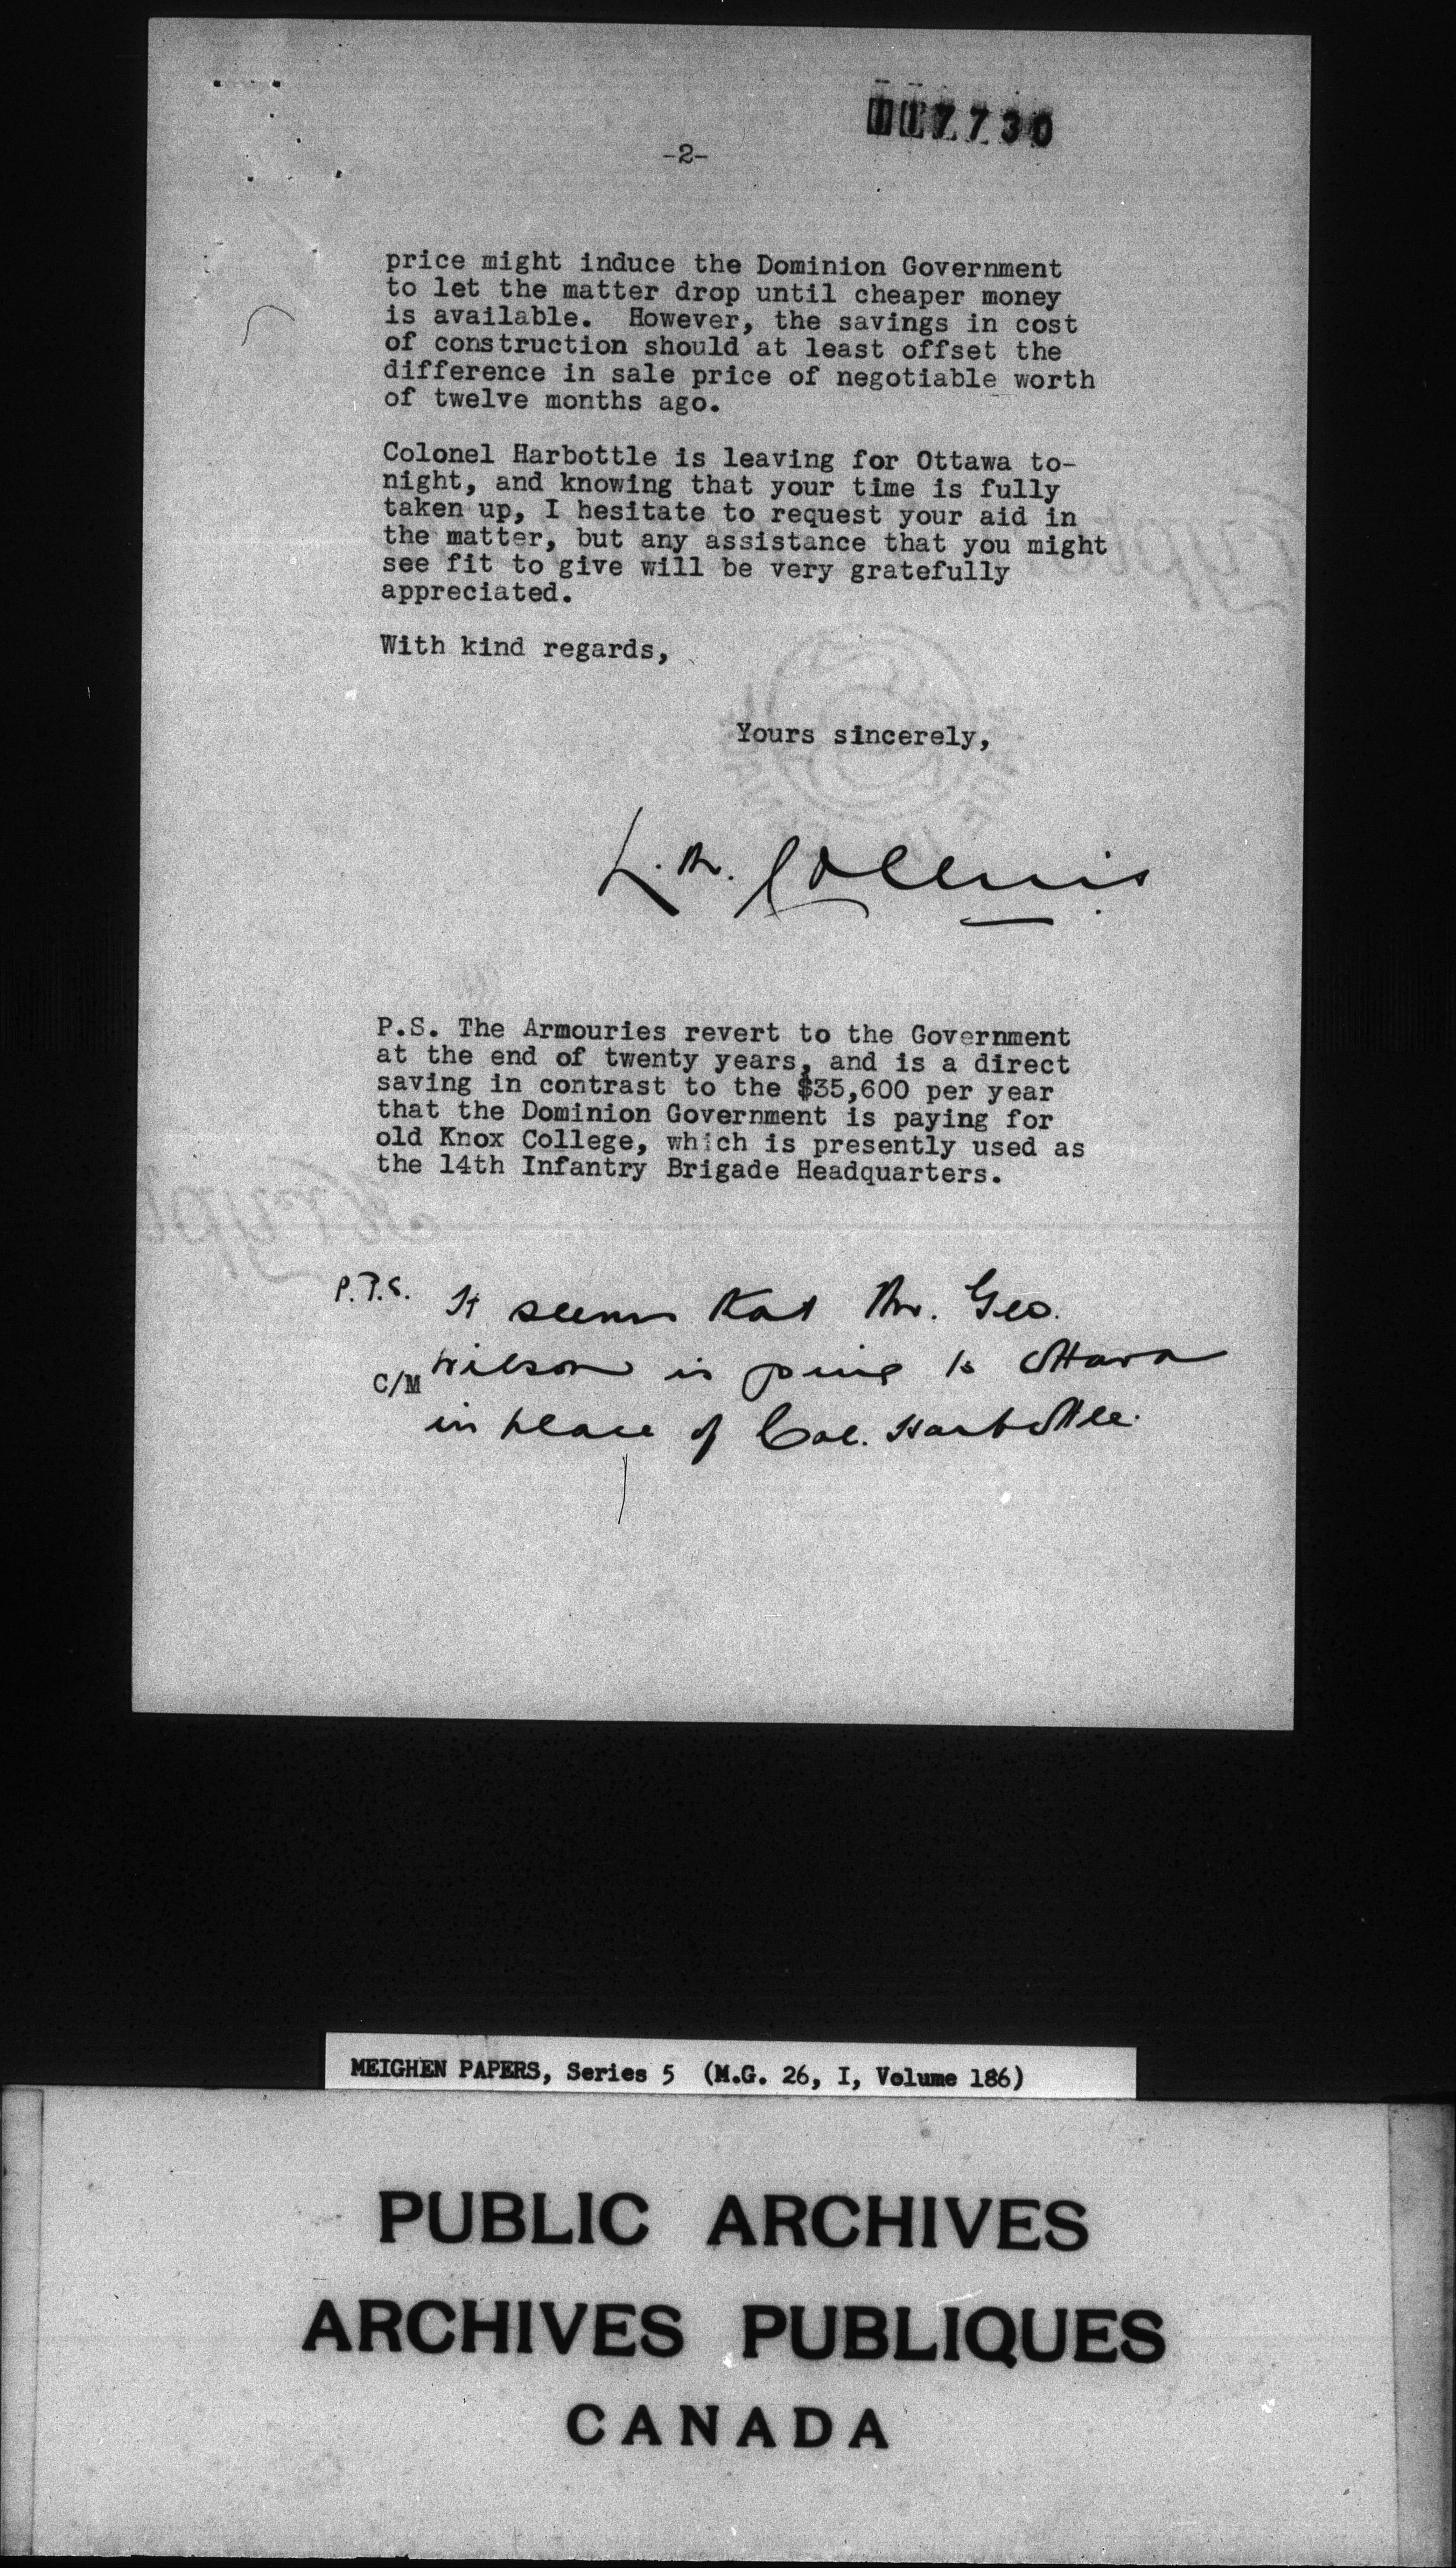 117730
-2-
price might induce the Dominion Government
to let the matter drop until cheaper money
is available. However, the savings in cost
of construction should at least offset the
difference in sale price of negotiable worth
of twelve months ago.
Colonel Harbottle is leaving for Ottawa to-
night, and knowing that your time is fully
taken up, I hesitate to request your aid in
the matter, but any assistance that you might
see fit to give will be very gratefully
appreciated.
With kind regards,
Yours sincerely,
P.S. The Armouries revert to the Government
at the end of twenty years, and is a direct
saving in contrast to the $35,600 per year
that the Dominion Government is paying for
old Knox College, which is presently used as
the 14th Infantry Brigade Headquarters.
It seems that Mr. Geo.
Wilson is going to Ottawa
C/M
in place of Col. Harbottle.
MEIGHEN PAPERS, Series 5 (M.G. 26, I, Volume 186)
PUBLIC ARCHIVES
ARCHIVES PUBLIQUES
CANADA